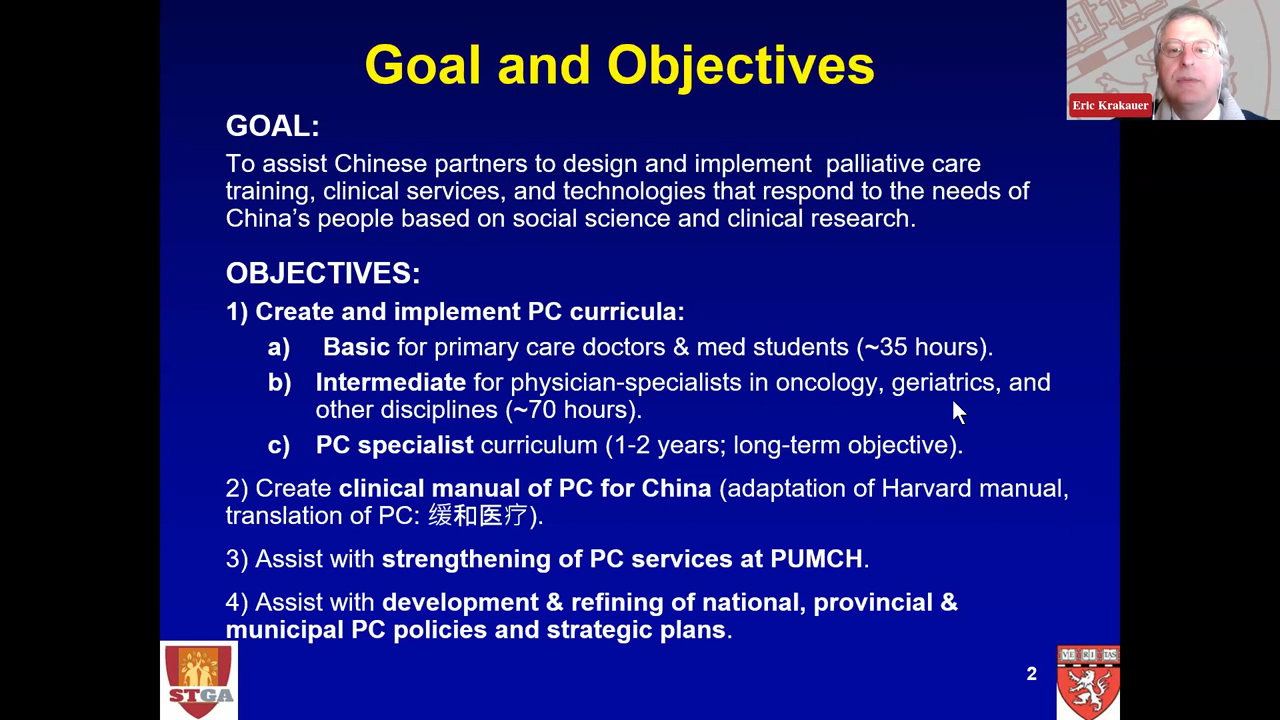 Goal and Objectives
Eric Krakauer
GOAL:
To assist Chinese partners to design and implement palliative care
training, clinical services, and technologies that respond to the needs of
China's people based on social science and clinical research.
OBJECTIVES:
1) Create and implement PC curricula:
a) Basic for primary care doctors & med students (~35 hours).
b) Intermediate for physician-specialists in oncology, geriatrics, and
other disciplines (~70 hours).
c) PC specialist curriculum (1-2 years; long-term objective).
2) Create clinical manual of PC for China (adaptation of Harvard manual,
translation of PC: 缓和医疗).
3) Assist with strengthening of PC services at PUMCH.
4) Assist with development & refining of national, provincial &
municipal PC policies and strategic plans.
STGA
2
VE RI TAS